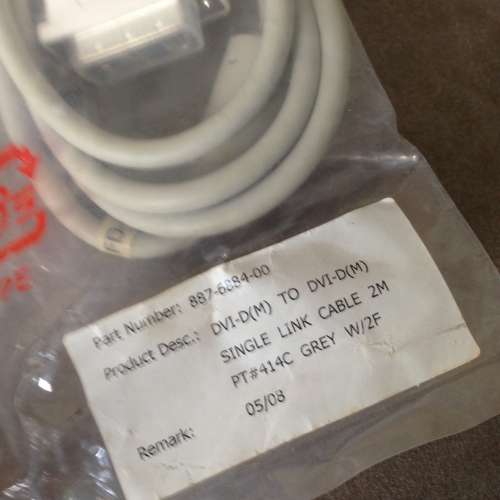 Part Number: 887-6884-00
Product Desc.: DVI-D(M) TO DVI-D(M)
SINGLE LINK CABLE 2M
PT#414C GREY W/2F
Remark: 05/08